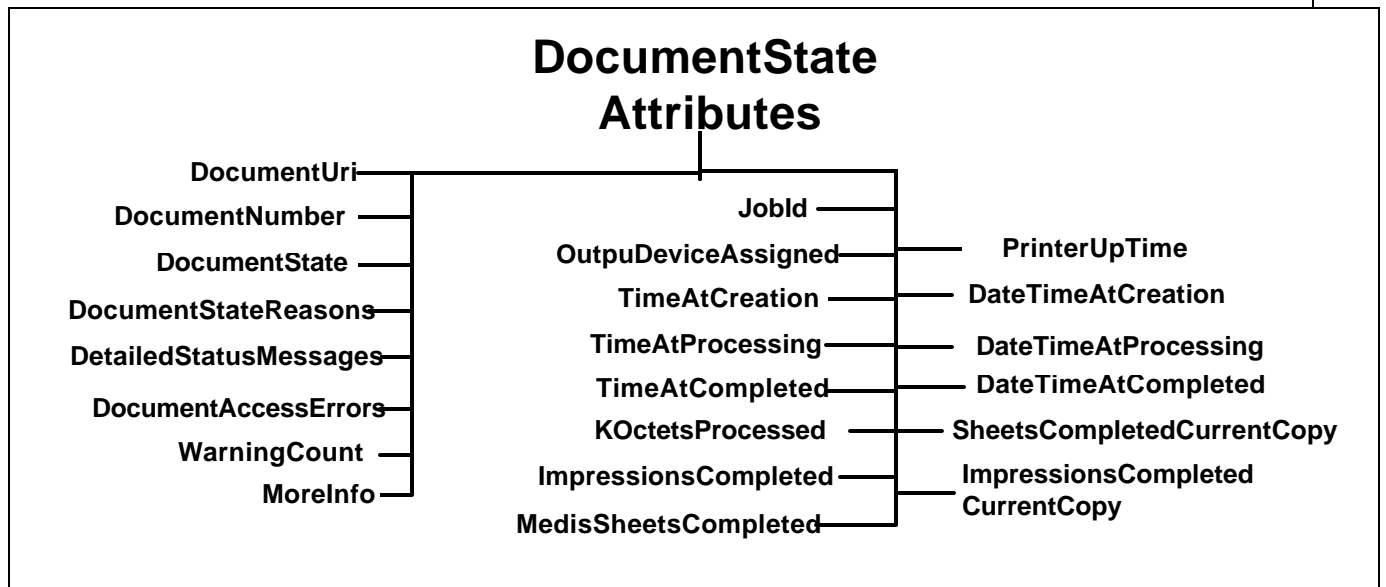 DocumentState
Attributes
DocumentUri
DocumentNumber
DocumentState
DocumentStateReasons
DetailedStatusMessages
DocumentAccessErrors
WarningCount
MoreInfo
JobId
OutpuDeviceAssigned
TimeAtCreation
TimeAtProcessing
TimeAtCompleted
KOctetsProcessed
ImpressionsCompleted
MedisSheetsCompleted
PrinterUpTime
DateTimeAtCreation
DateTimeAtProcessing
DateTimeAtCompleted
SheetsCompletedCurrentCopy
ImpressionsCompleted
CurrentCopy